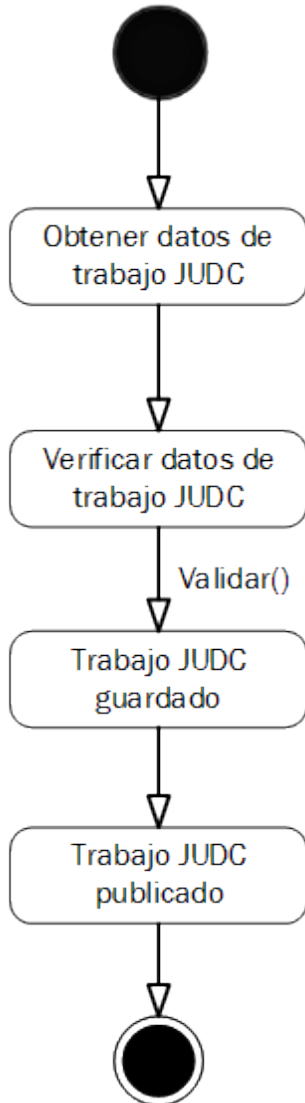 Obtener datos de
trabajo JUDC
Verificar datos de
trabajo JUDC
Validar()
Trabajo JUDC
guardado
Trabajo JUDC
publicado